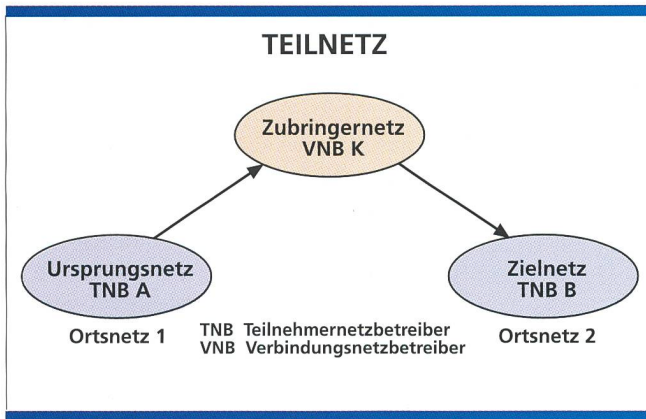 TEILNETZ
Zubringernetz
VNB K
Ursprungsnetz
TNB A
Zielnetz
TNB B
Ortsnetz 1
TNB Teilnehmernetzbetreiber
VNB Verbindungsnetzbetreiber
Ortsnetz 2